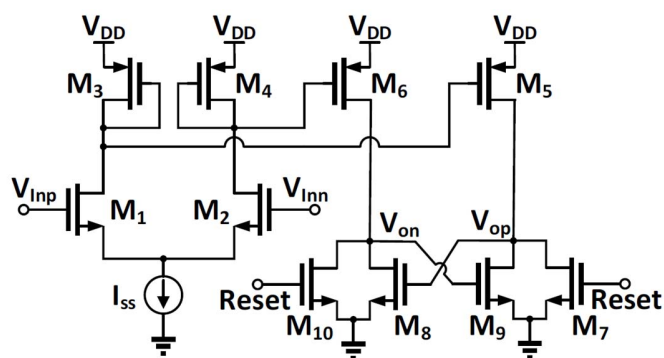 VDD VDD VDD VDD
M3 M4 M6 M5
VInp M1 M2 VInn
Von Vop
Iss Reset Reset
M10 M8 M9 M7